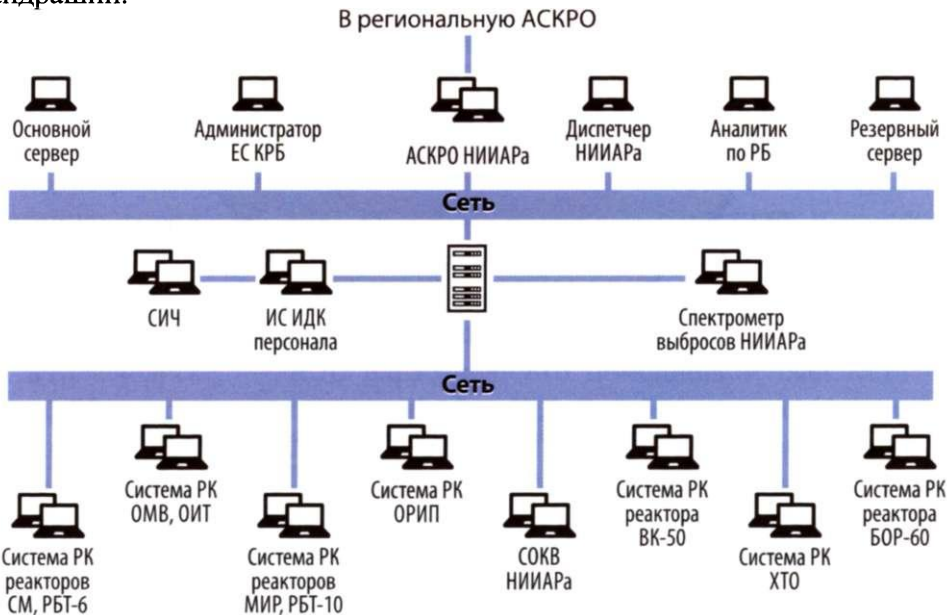 В региональную АСКРО
Основной
сервер
Администратор
ЕС КРБ
АСКРО НИИАРа
Диспетчер
НИИАРа
Аналитик
по РБ
Резервный
сервер
Сеть
СИЧ
ИС ИДК
персонала
Спектрометр
выбросов НИИАРа
Сеть
Система РК
реакторов
СМ, РБТ-6
Система РК
ОМВ, ОИТ
Система РК
реакторов
МИР, РБТ-10
Система РК
ОРИП
СОКВ
НИИАРа
Система РК
реактора
ВК-50
Система РК
ХТО
Система РК
реактора
БОР-60